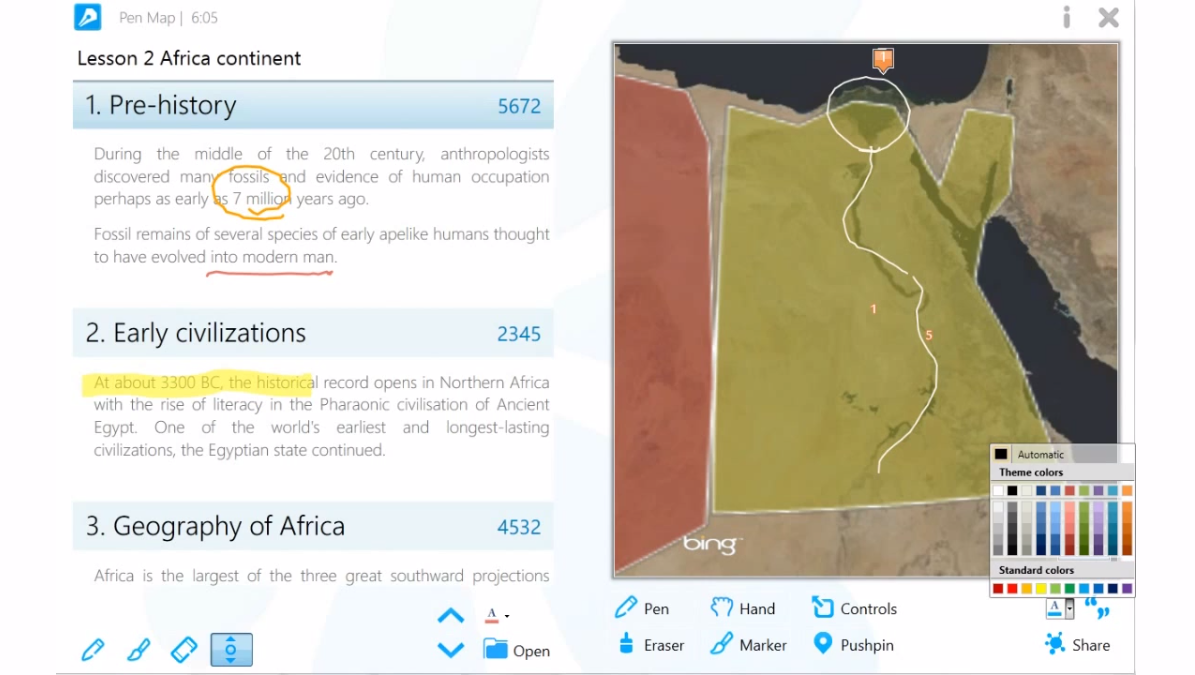 Pen Map | 6:05
Lesson 2 Africa continent
1. Pre-history 5672
During the middle of the 20th century, anthropologists
discovered many fossils and evidence of human occupation
perhaps as early as 7 million years ago.
Fossil remains of several species of early apelike humans thought
to have evolved into modern man.
2. Early civilizations 2345
At about 3300 BC, the historical record opens in Northern Africa
with the rise of literacy in the Pharaonic civilisation of Ancient
Egypt. One of the world's earliest and longest-lasting
civilizations, the Egyptian state continued.
3. Geography of Africa 4532
Africa is the largest of the three great southward projections
A
Open
1
1
5
bing
Automatic
Theme colors
Standard colors
Pen Hand Controls A
Eraser Marker Pushpin Share